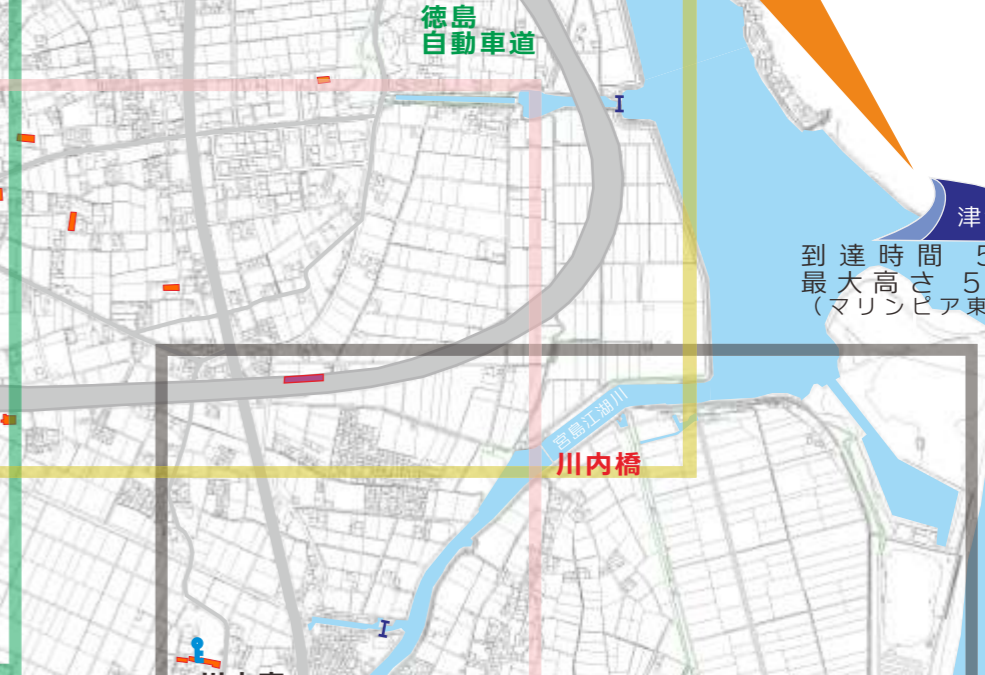 徳島
自動車道
津
到達時間 5
最大高さ 5
（マリンピア東
宮島江湖川
川内橋